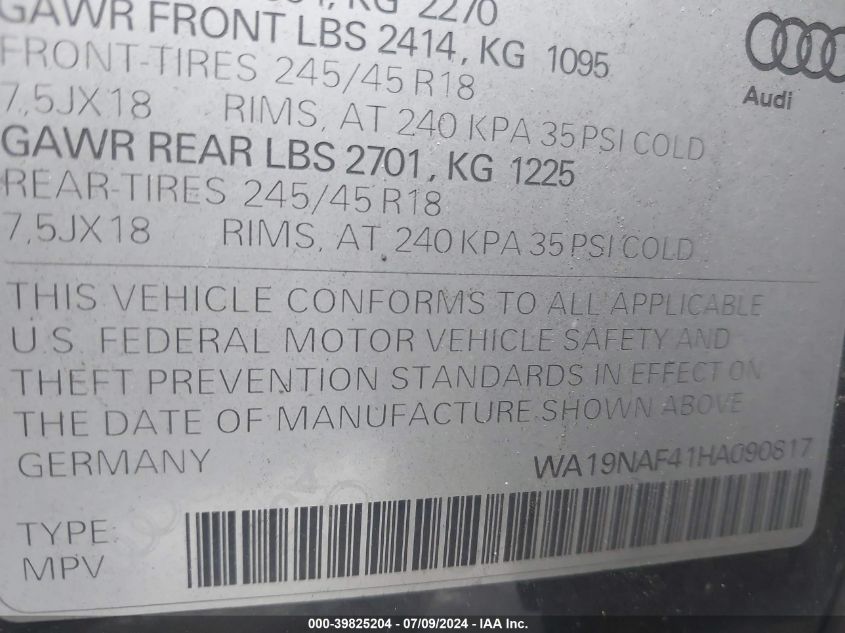 KG 2270
GAWR FRONT LBS 2414, KG 1095
FRONT-TIRES 245/45 R18
7,5JX18 RIMS, AT 240 KPA 35 PSI COLD
GAWR REAR LBS 2701, KG 1225
REAR-TIRES 245/45 R18
7,5JX18 RIMS, AT 240 KPA 35 PSI COLD
Audi
THIS VEHICLE CONFORMS TO ALL APPLICABLE
U.S. FEDERAL MOTOR VEHICLE SAFETY AND
THEFT PREVENTION STANDARDS IN EFFECT ON
THE DATE OF MANUFACTURE SHOWN ABOVE
GERMANY WA19NAF41HA090817
TYPE:
MPV
000-39825204 / 07/09/2024 - IAA Inc.